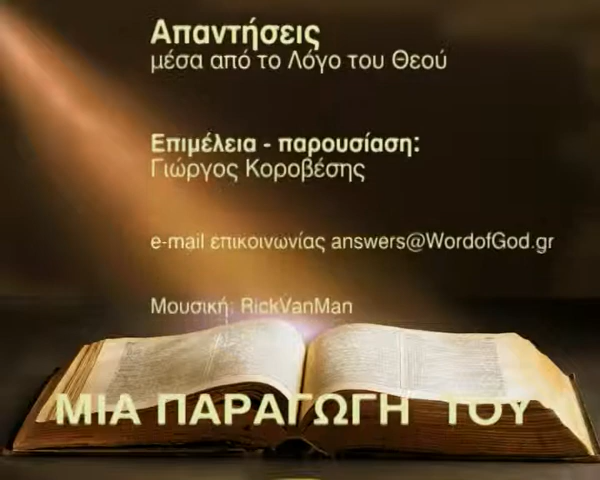 Απαντήσεις
μέσα από το Λόγο του Θεού
Επιμέλεια - παρουσίαση:
Γιώργος Κοροβέσης
e-mail επικοινωνίας answers@WordofGod.gr
Μουσική: RickVanMan
ΜΙΑ ΠΑΡΑΓΩΓΗ ΤΟΥ